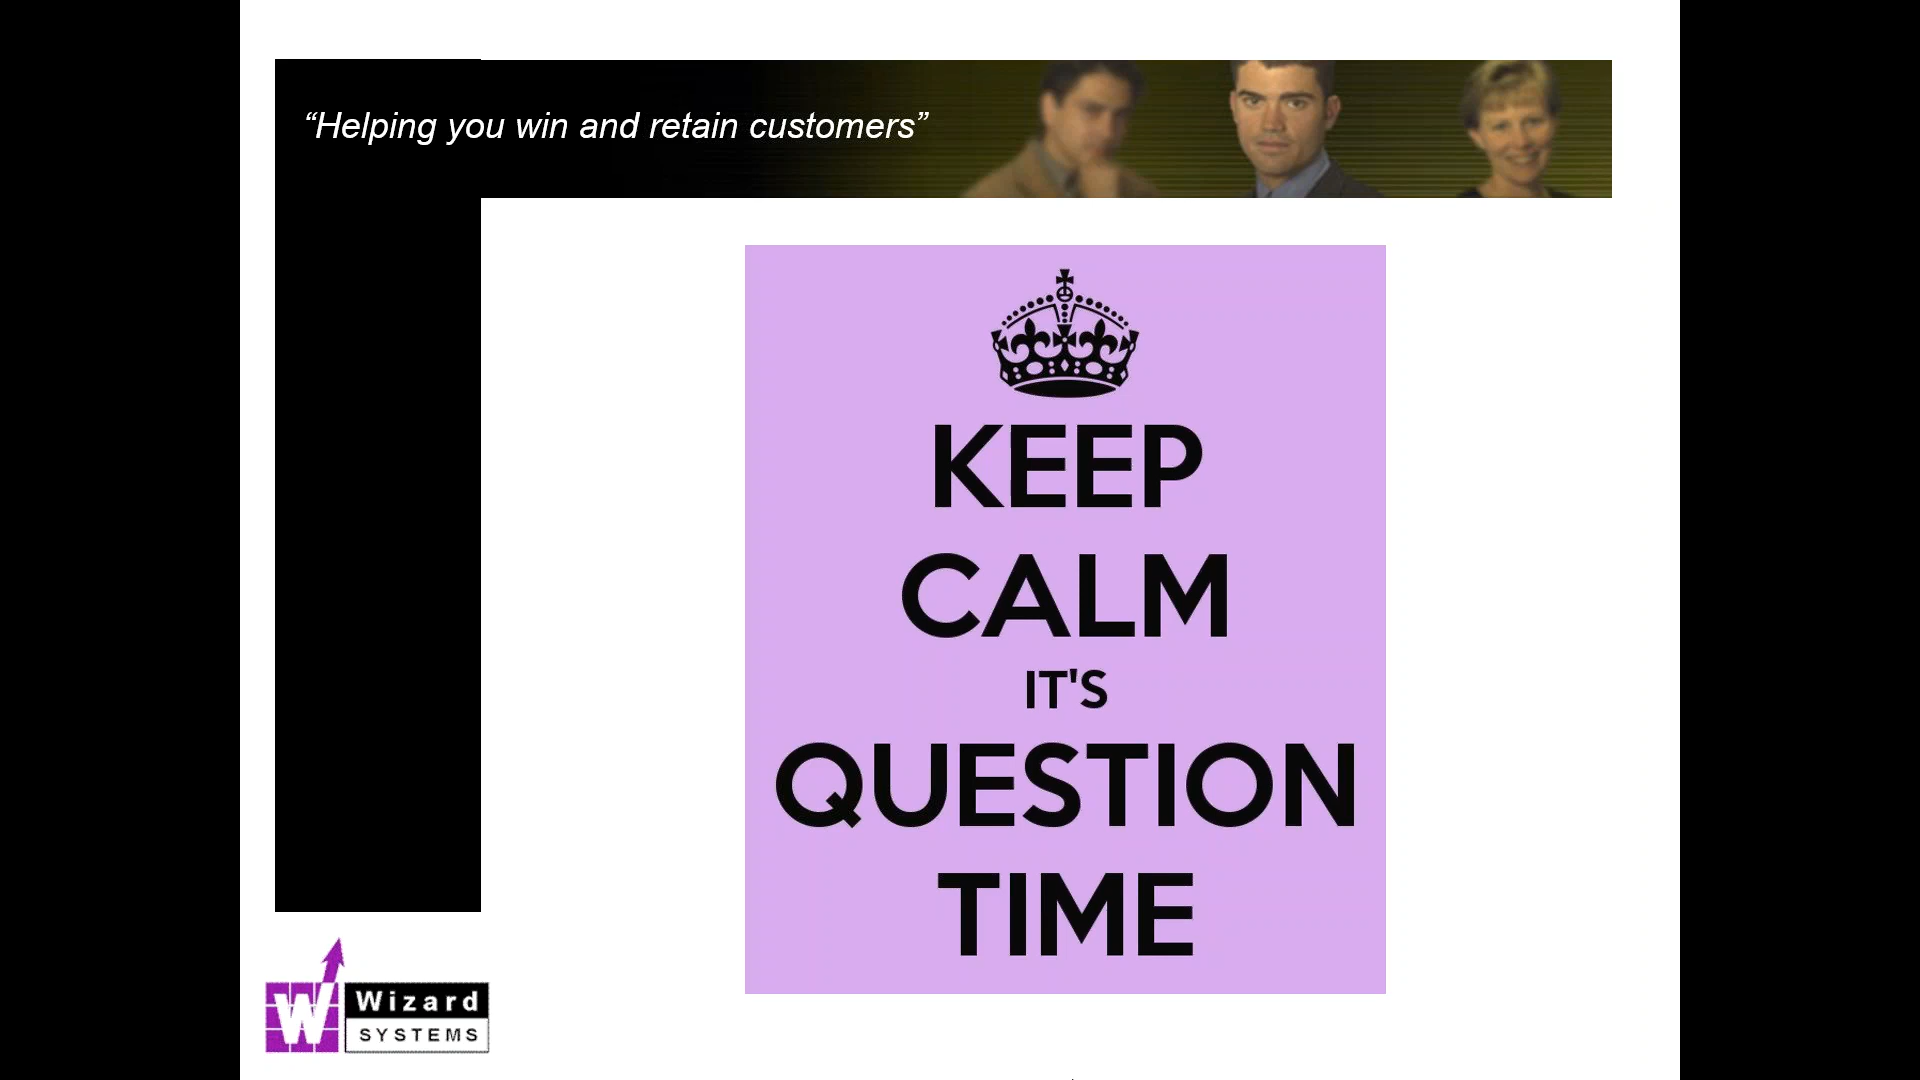 “Helping you win and retain customers”
KEEP
CALM
IT'S
QUESTION
TIME
W Wizard
SYSTEMS